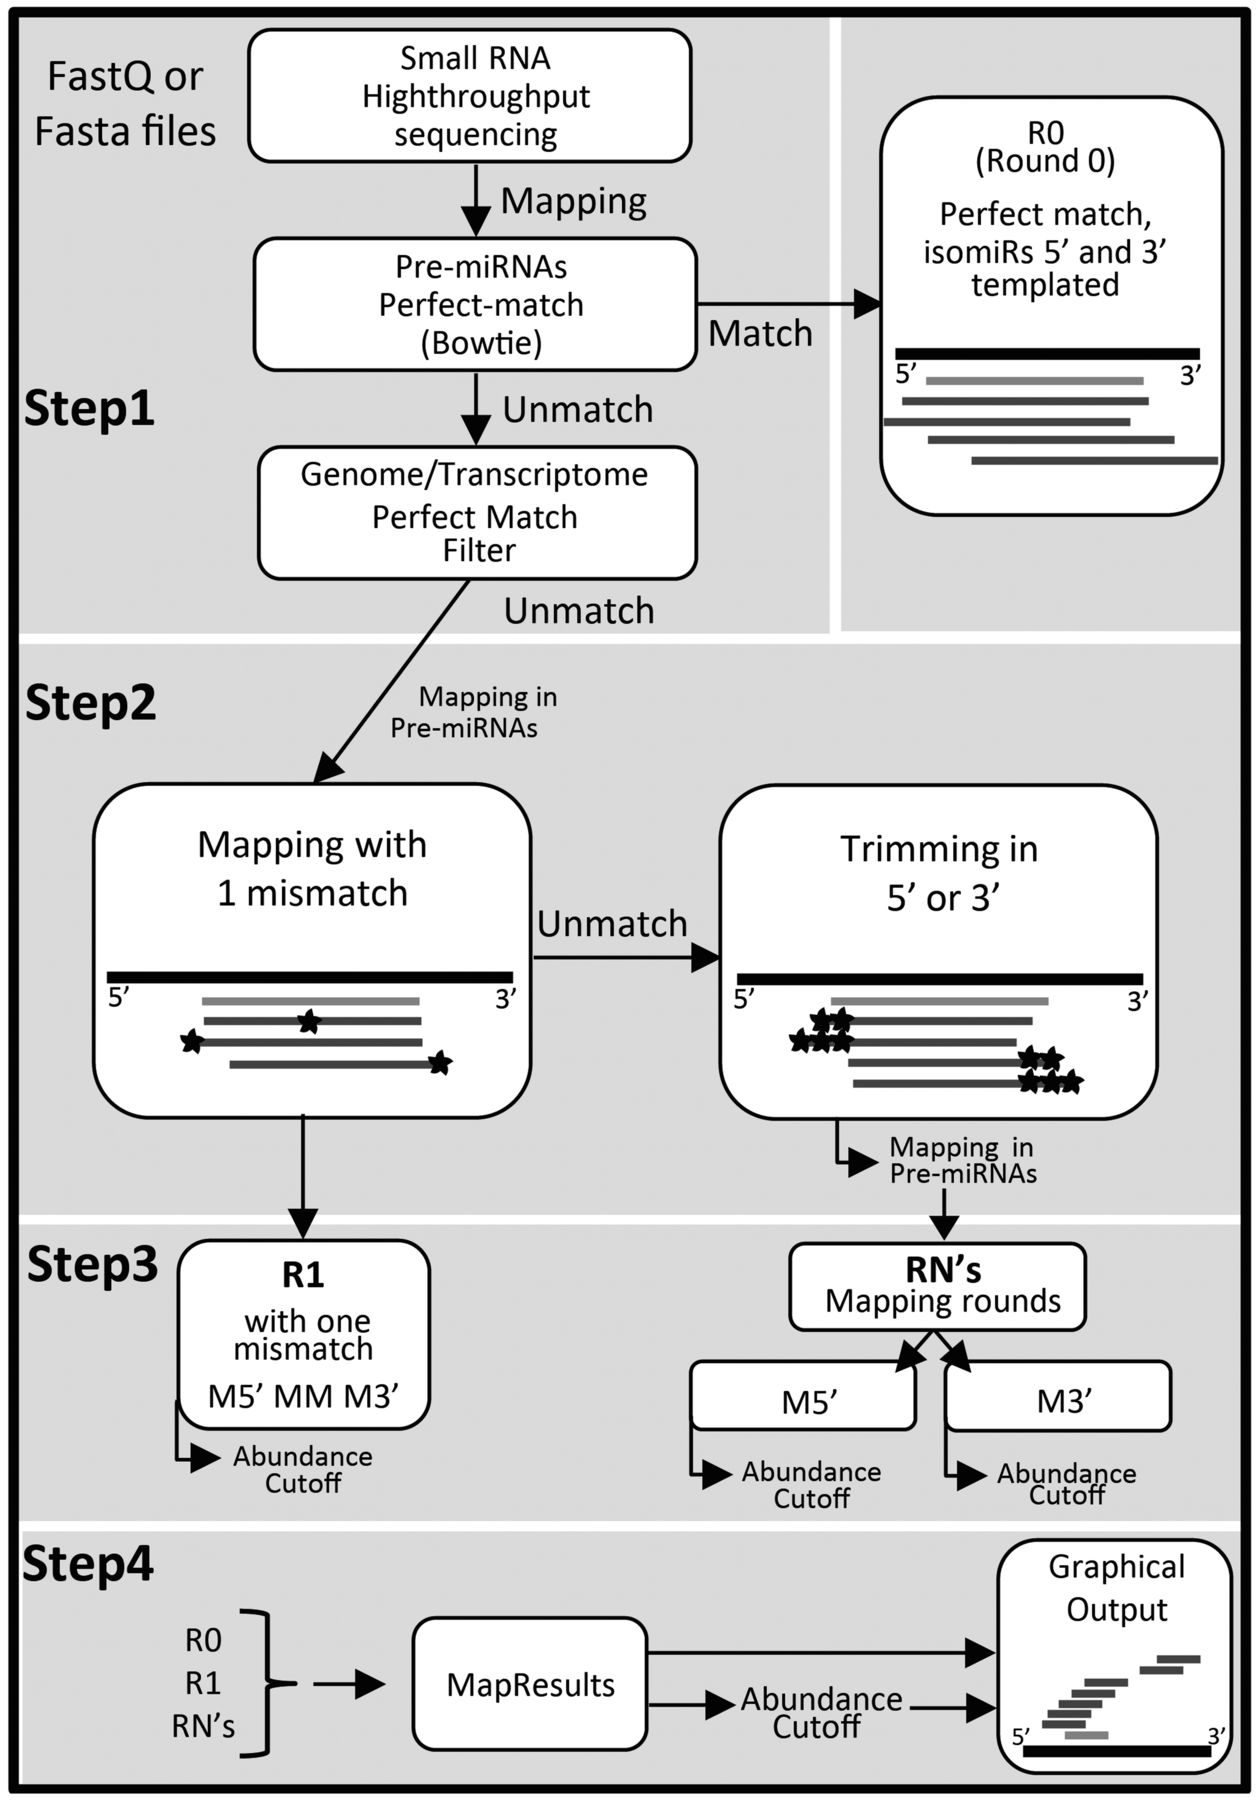 FastQ or
Fasta files
Small RNA
Highthroughput
sequencing
Mapping
Pre-miRNAs
Perfect-match
(Bowtie)
Match
R0
(Round 0)
Perfect match,
isomiRs 5’ and 3’
templated
5’ 3’
Step1
Unmatch
Genome/Transcriptome
Perfect Match
Filter
Unmatch
Step2
Mapping in
Pre-miRNAs
Mapping with
1 mismatch
5’ 3’
Unmatch
Trimming in
5’ or 3’
5’ 3’
Mapping in
Pre-miRNAs
Step3
R1
with one
mismatch
M5’ MM M3’
Abundance
Cutoff
RN’s
Mapping rounds
M5’
M3’
Abundance
Cutoff
Abundance
Cutoff
Step4
R0
R1
RN’s
MapResults
Abundance
Cutoff
Graphical
Output
5’ 3’